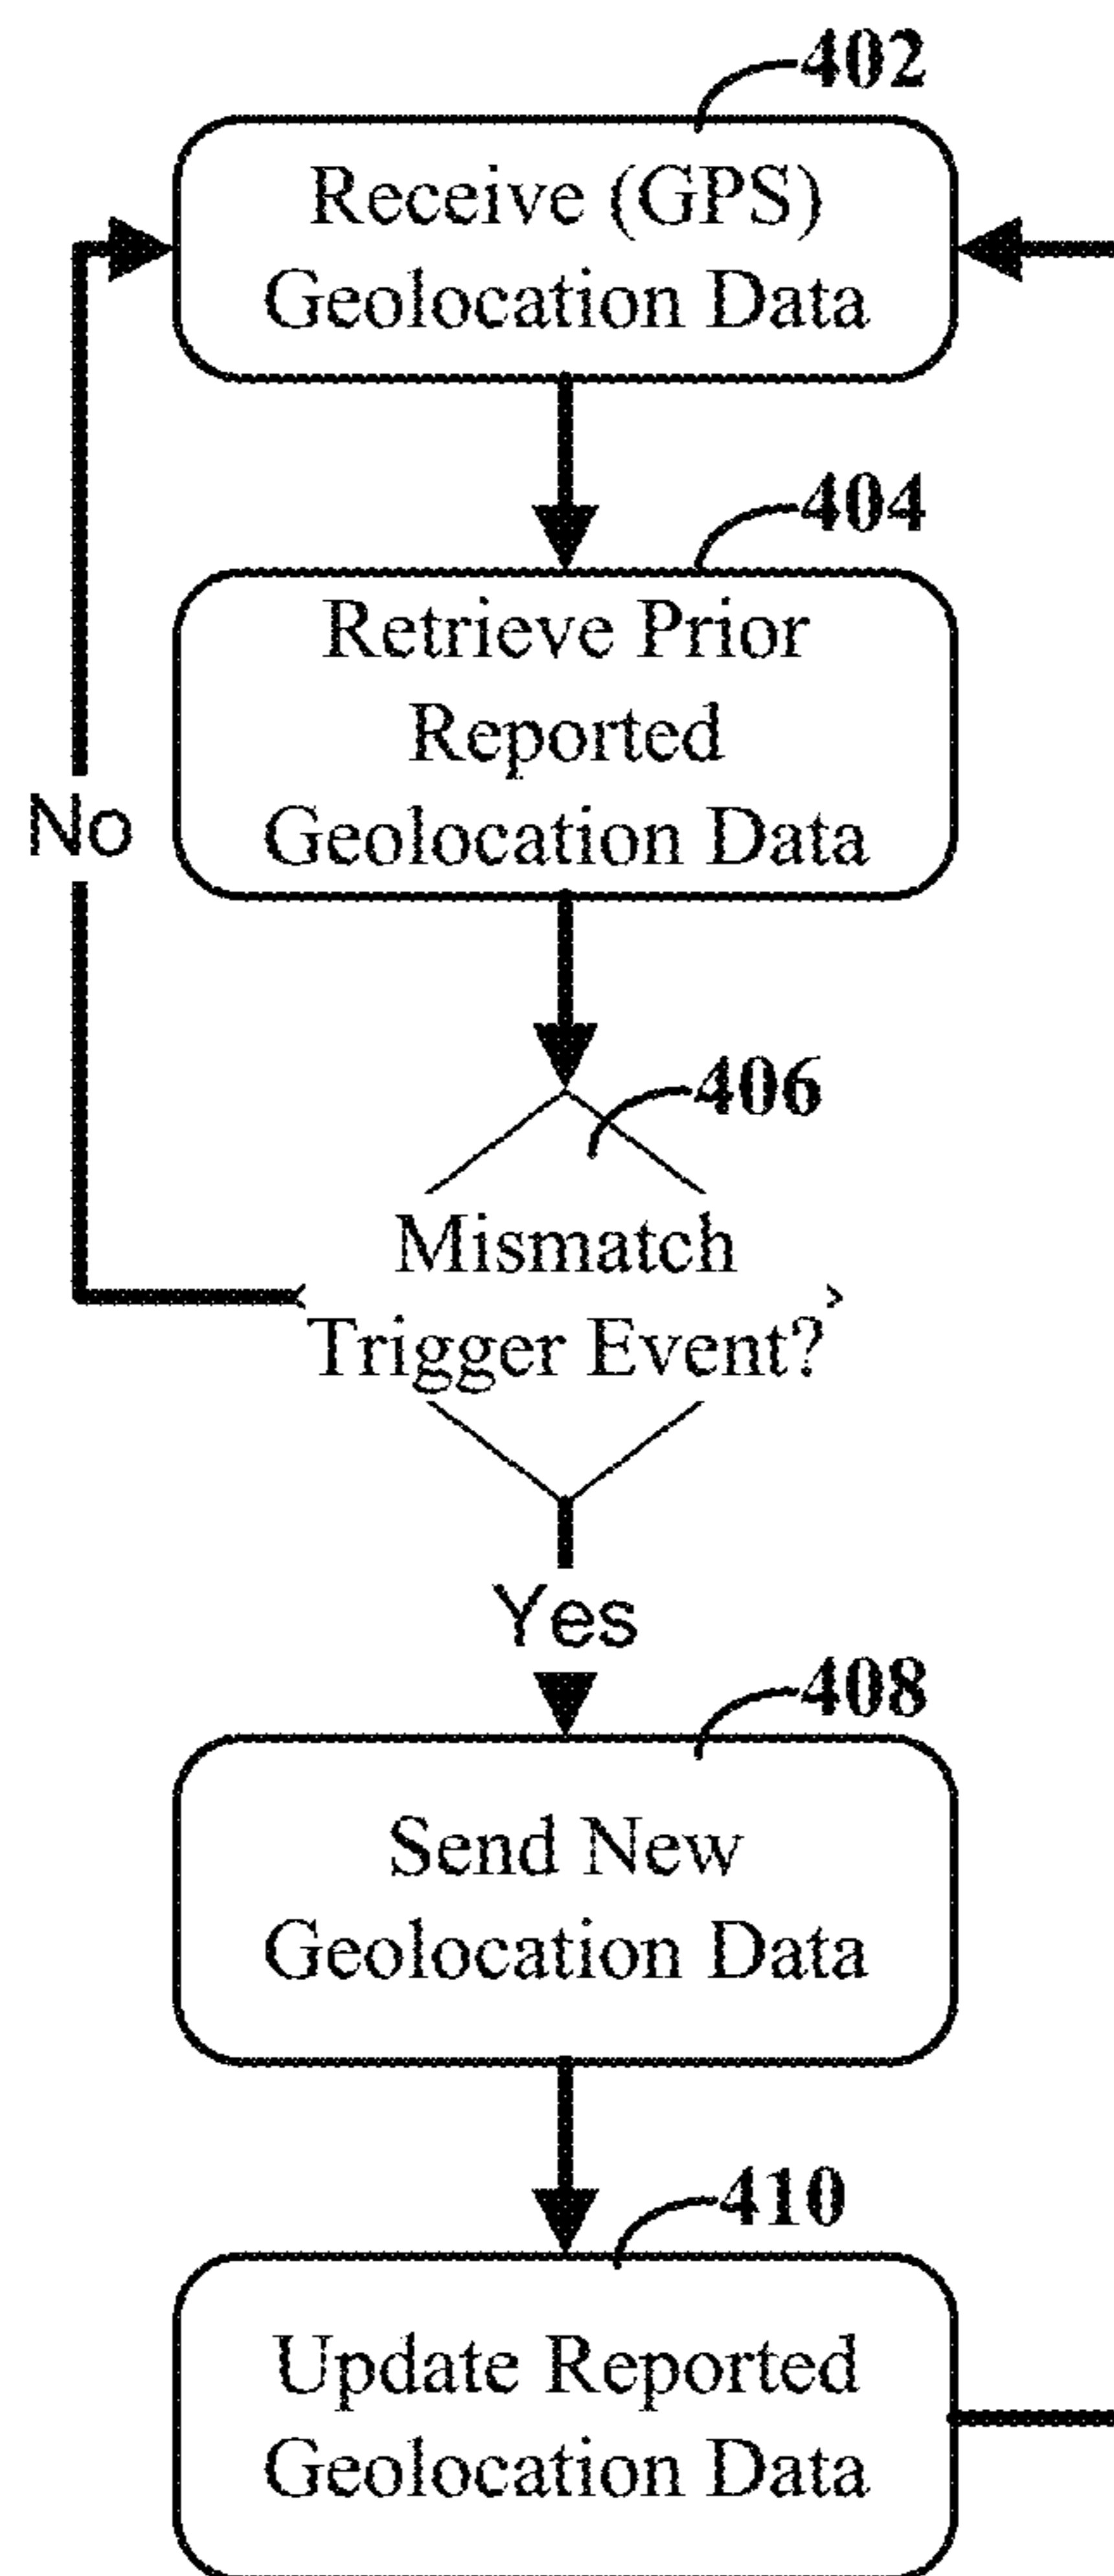 402
Receive (GPS)
Geolocation Data
404
Retrieve Prior
Reported
Geolocation Data
No
406
Mismatch
Trigger Event?
Yes
408
Send New
Geolocation Data
410
Update Reported
Geolocation Data